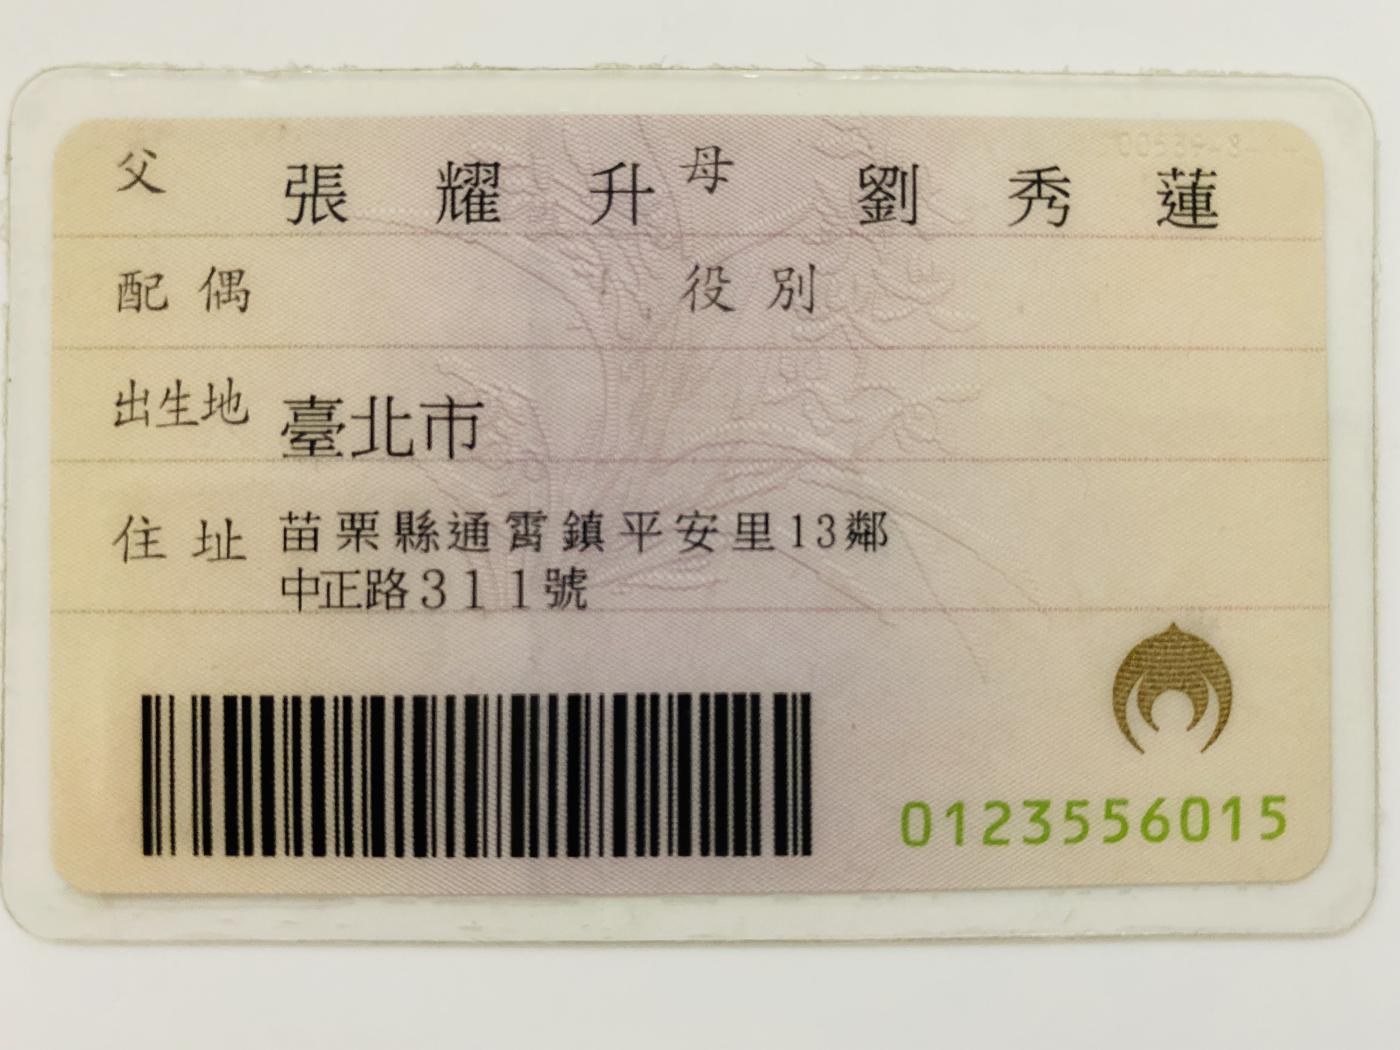 父 張耀升 母 劉秀蓮
配偶 役別
出生地 臺北市
住址 苗栗縣通霄鎮平安里13鄰
中正路311號
0123556015